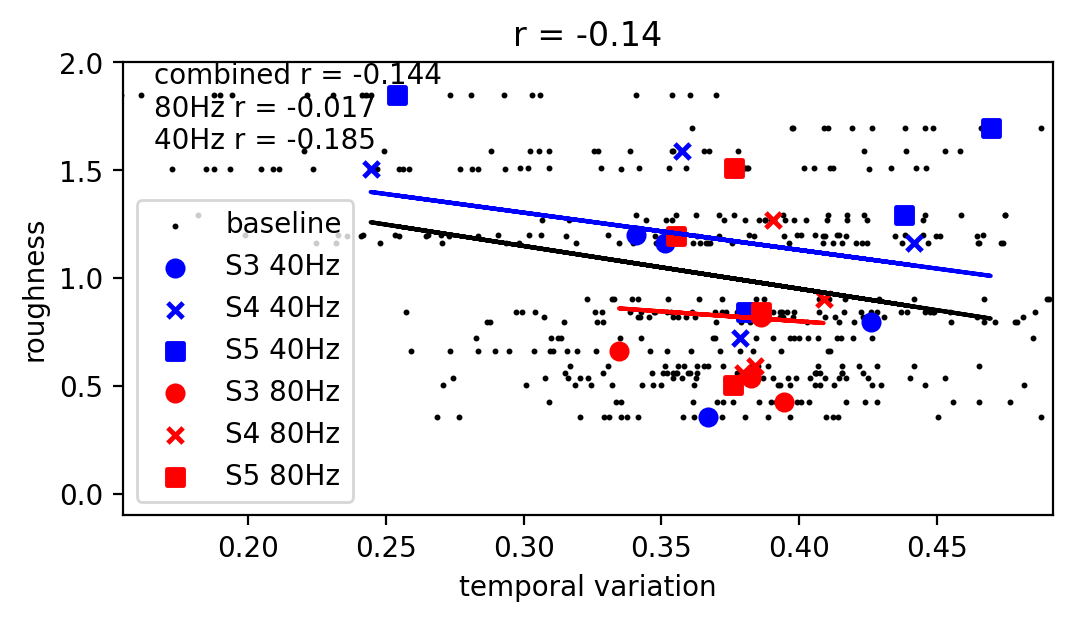 r = -0.14
combined r = -0.144
80Hz r = -0.017
40Hz r = -0.185
baseline
S3 40Hz
S4 40Hz
S5 40Hz
S3 80Hz
S4 80Hz
S5 80Hz
roughness
2.0
1.5
1.0
0.5
0.0
0.20 0.25 0.30 0.35 0.40 0.45
temporal variation